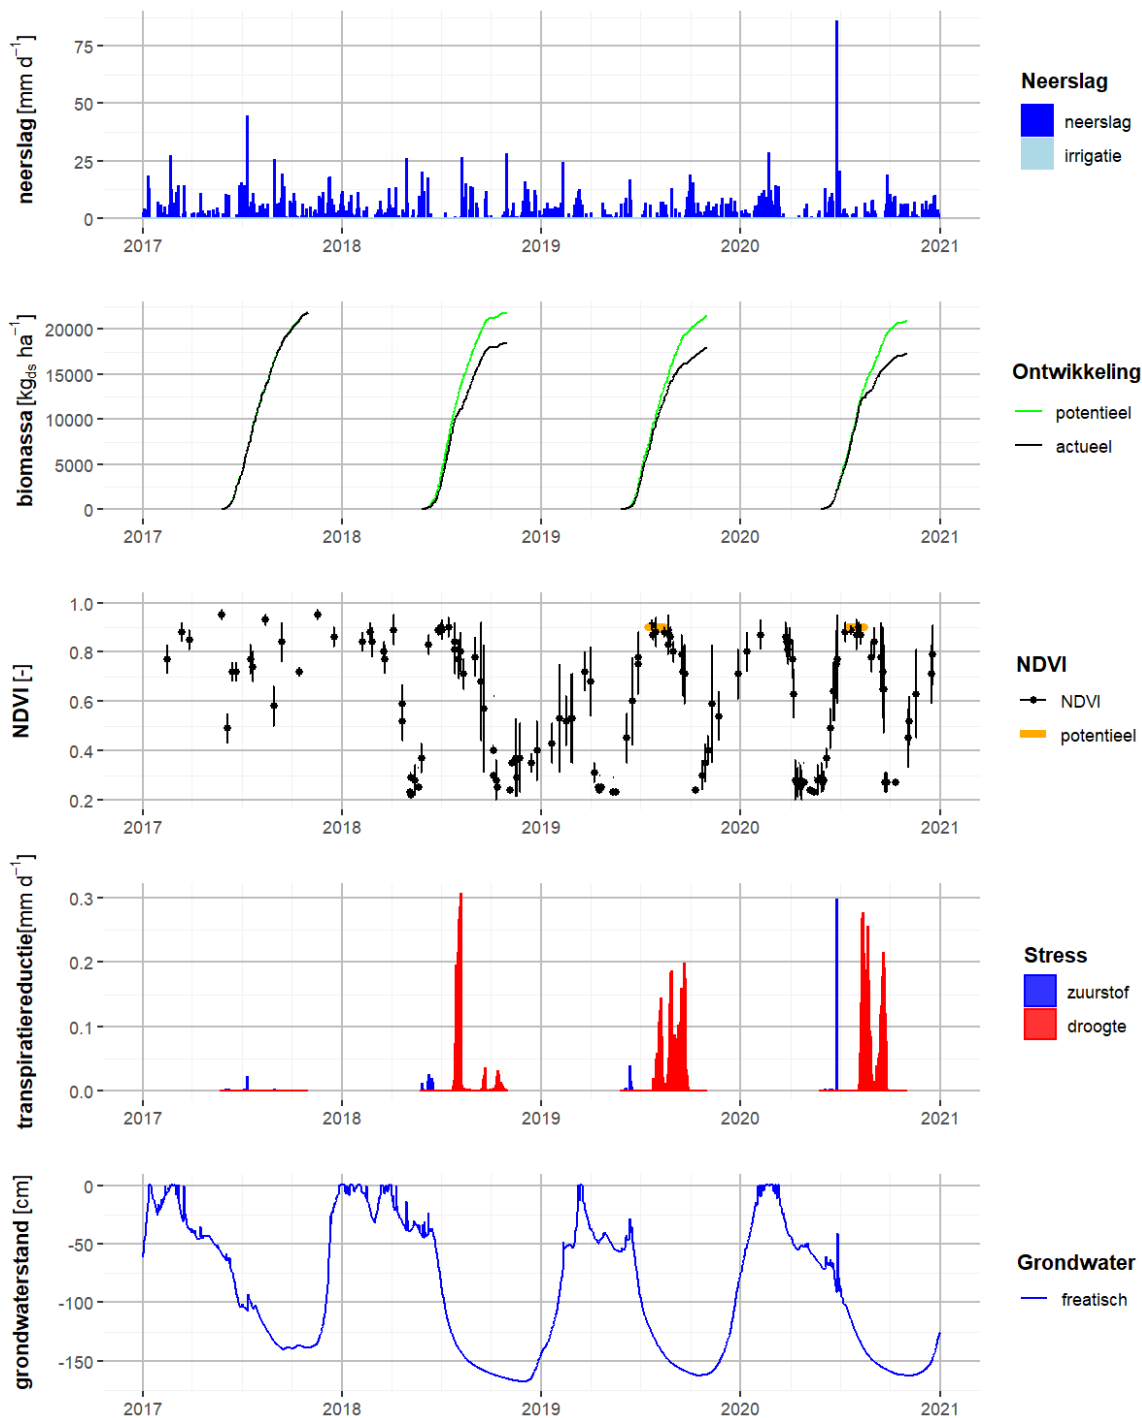 neerslag [mm d⁻¹]
75
50
25
0
2017 2018 2019 2020 2021
Neerslag
neerslag
irrigatie
biomassa [kg_ds ha⁻¹]
20000
15000
10000
5000
0
2017 2018 2019 2020 2021
Ontwikkeling
potentieel
actueel
NDVI [-]
1.0
0.8
0.6
0.4
0.2
2017 2018 2019 2020 2021
NDVI
NDVI
potentieel
transpiratiereductie[mm d⁻¹]
0.3
0.2
0.1
0.0
2017 2018 2019 2020 2021
Stress
zuurstof
droogte
grondwaterstand [cm]
0
-50
-100
-150
2017 2018 2019 2020 2021
Grondwater
freatisch